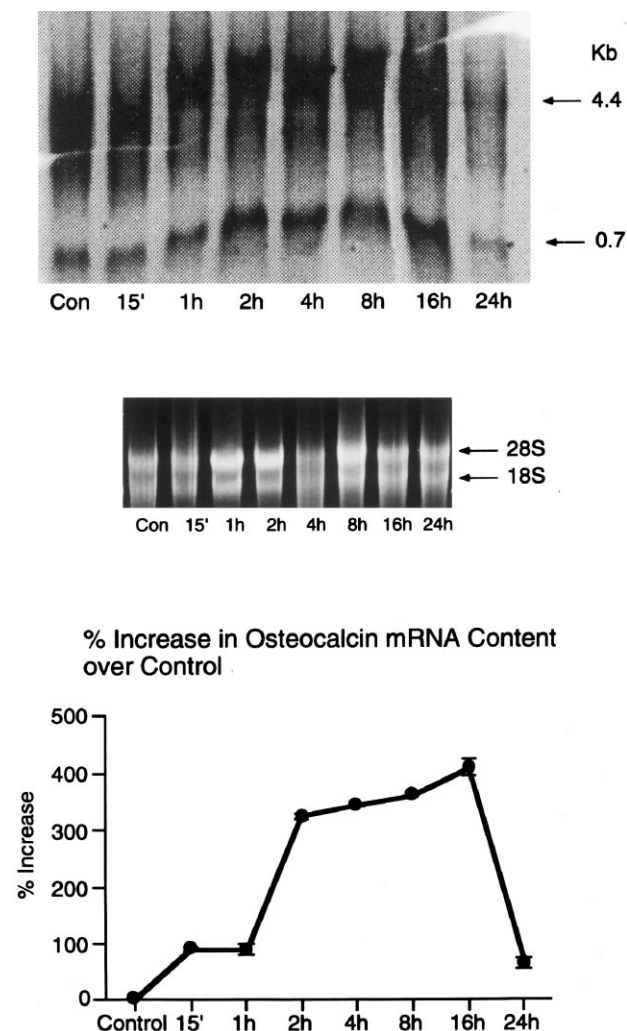 Kb
4.4
0.7
Con 15' 1h 2h 4h 8h 16h 24h
28S
18S
Con 15' 1h 2h 4h 8h 16h 24h
% Increase in Osteocalcin mRNA Content
over Control
500
400
300
200
100
0
% Increase
Control 15' 1h 2h 4h 8h 16h 24h